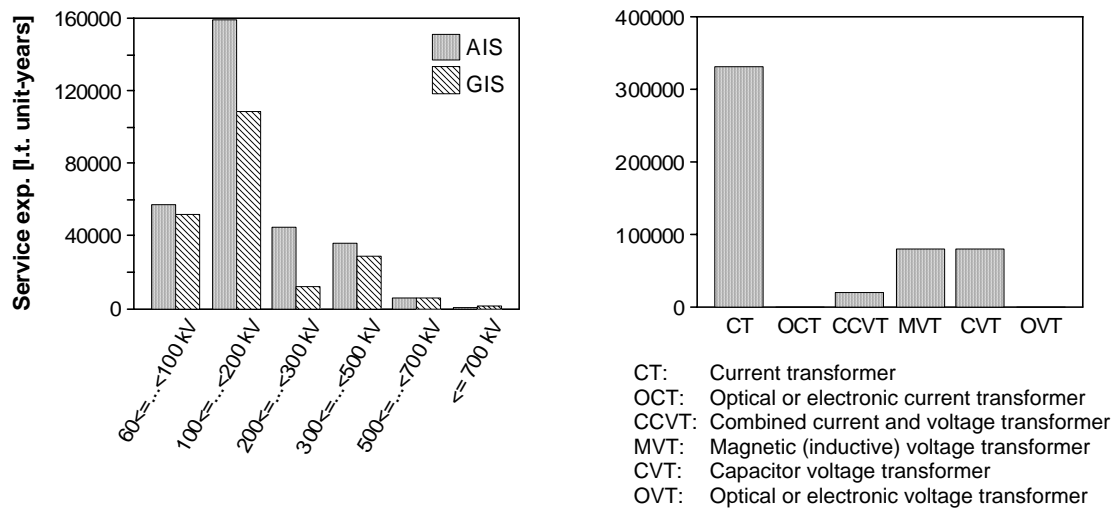 Service exp. [I.t. unit-years]
160000
120000
80000
40000
0
AIS
GIS
60<=...<100 kV
100<=...<200 kV
200<=...<300 kV
300<=...<500 kV
500<=...<700 kV
<= 700 kV
400000
300000
200000
100000
0
CT OCT CCVT MVT CVT OVT
CT: Current transformer
OCT: Optical or electronic current transformer
CCVT: Combined current and voltage transformer
MVT: Magnetic (inductive) voltage transformer
CVT: Capacitor voltage transformer
OVT: Optical or electronic voltage transformer